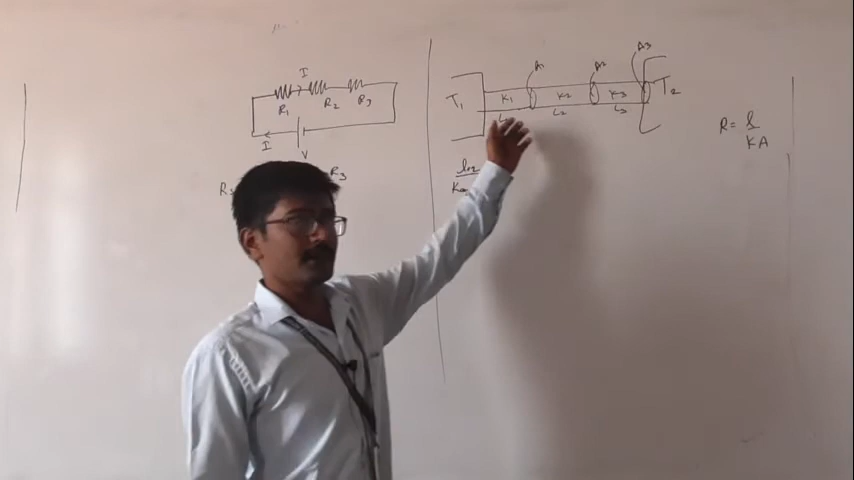 I
R1 R2 R3
I
V
R3
A1 A2 A3
T1 K1 K2 K3 T2
L2 L3
R = l
KA